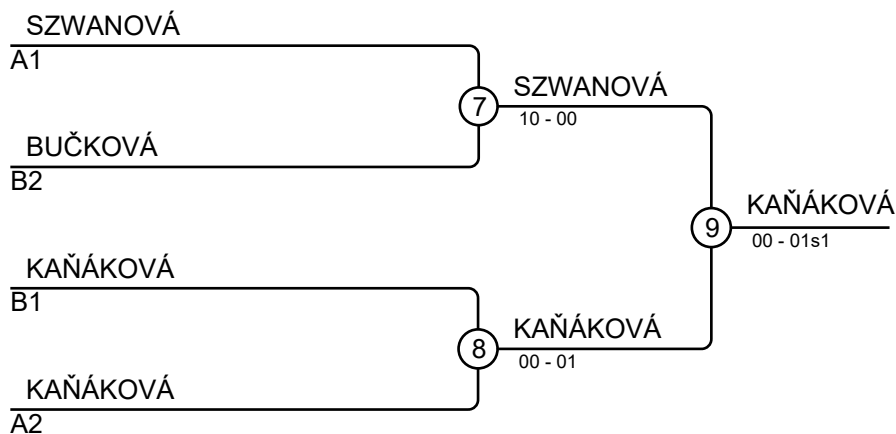 SZWANOVÁ
A1
7
SZWANOVÁ
10 - 00
BUČKOVÁ
B2
9
KAŇÁKOVÁ
00 - 01s1
KAŇÁKOVÁ
B1
8
KAŇÁKOVÁ
00 - 01
KAŇÁKOVÁ
A2